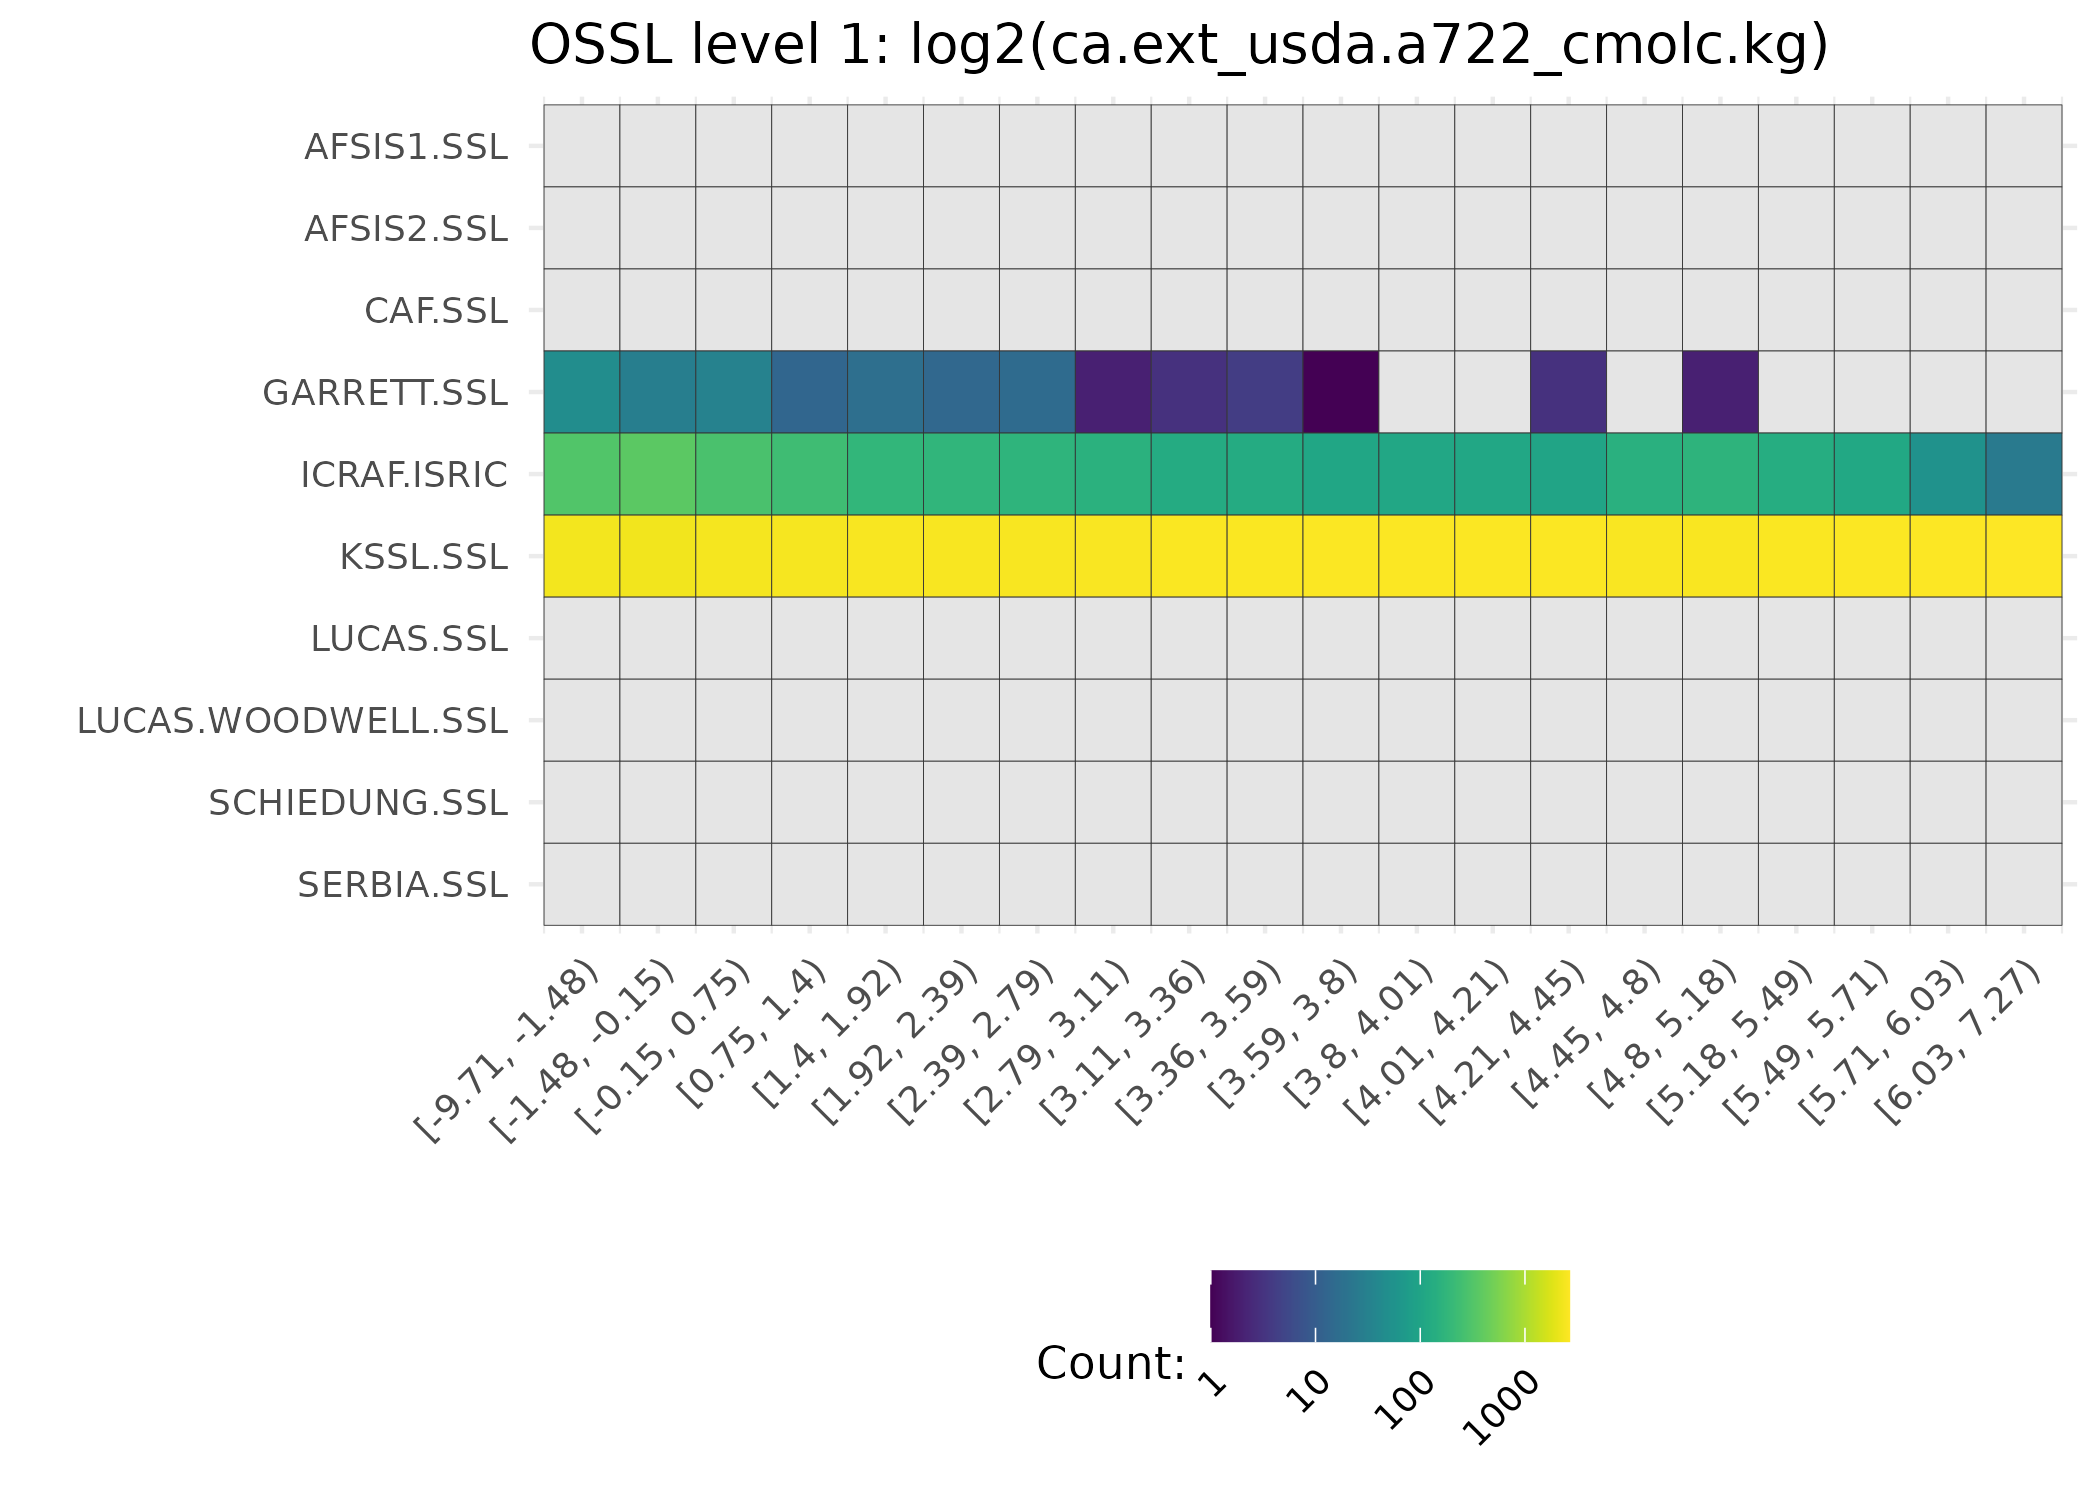 OSSL level 1: log2(ca.ext_usda.a722_cmolc.kg)
AFSIS1.SSL
AFSIS2.SSL
CAF.SSL
GARRETT.SSL
ICRAF.ISRIC
KSSL.SSL
LUCAS.SSL
LUCAS.WOODWELL.SSL
SCHIEDUNG.SSL
SERBIA.SSL
[-9.71, -1.48)
[-1.48, -0.15)
[-0.15, 0.75)
[0.75, 1.4)
[1.4, 1.92)
[1.92, 2.39)
[2.39, 2.79)
[2.79, 3.11)
[3.11, 3.36)
[3.36, 3.59)
[3.59, 3.8)
[3.8, 4.01)
[4.01, 4.21)
[4.21, 4.45)
[4.45, 4.8)
[4.8, 5.18)
[5.18, 5.49)
[5.49, 5.71)
[5.71, 6.03)
[6.03, 7.27)
Count:
1
10
100
1000